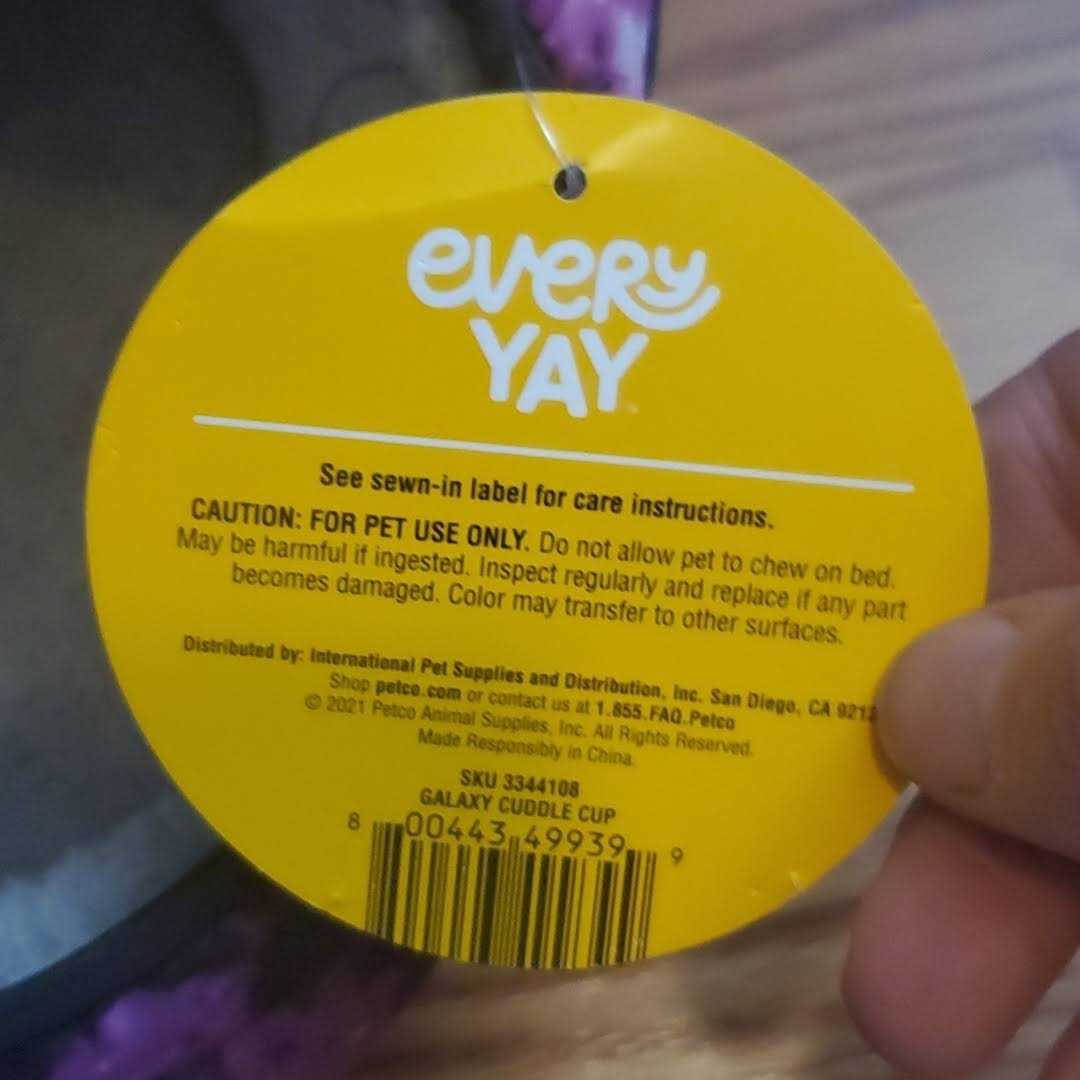 every
YAY
See sewn-in label for care instructions.
CAUTION: FOR PET USE ONLY. Do not allow pet to chew on bed.
May be harmful if ingested. Inspect regularly and replace if any part
becomes damaged. Color may transfer to other surfaces.
Distributed by: International Pet Supplies and Distribution, Inc. San Diego, CA 9212
Shop petco.com or contact us at 1.855.FAQ.Petco
© 2021 Petco Animal Supplies, Inc. All Rights Reserved.
Made Responsibly in China.
SKU 3344108
GALAXY CUDDLE CUP
8 00443 49939 9